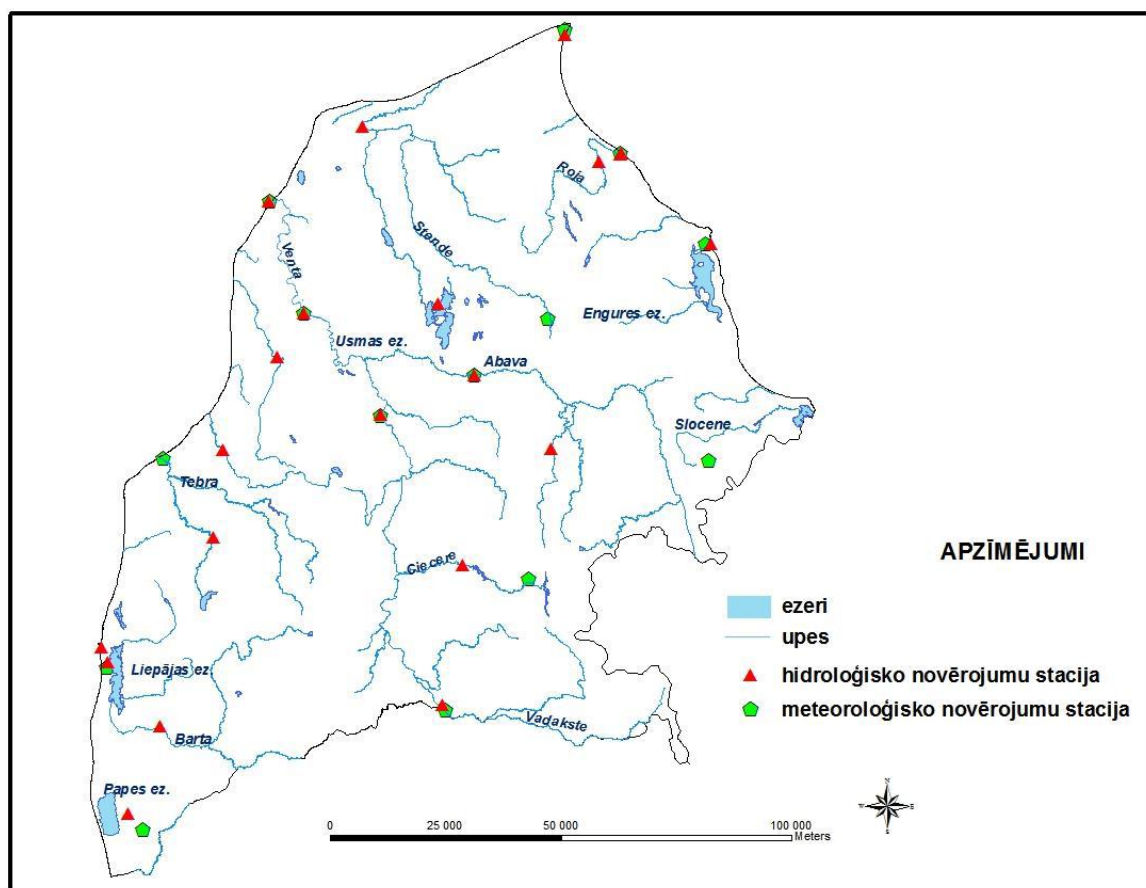 Roja
Stende
Venta
Engures ez.
Usmas ez.
Abava
Slocene
Tebra
APZĪMĒJUMI
Ciecere
ezeri
upes
Liepājas ez.
hidroloģisko novērojumu stacija
meteoroloģisko novērojumu stacija
Vadakste
Barta
Papes ez.
0 25 000 50 000 100 000
Meters
N
W E
S